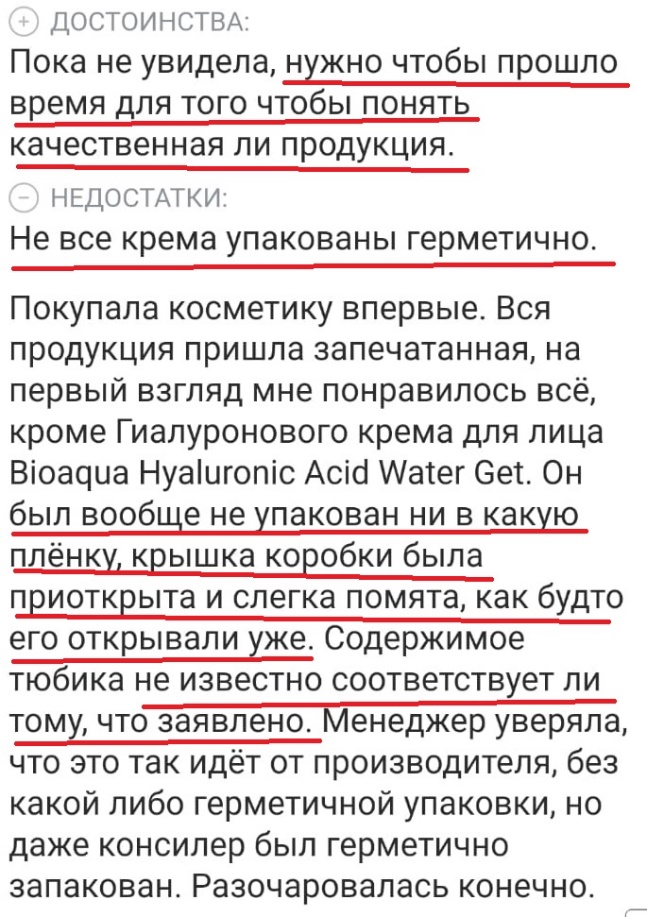 ДОСТОИНСТВА:
Пока не увидела, нужно чтобы прошло
время для того чтобы понять
качественная ли продукция.
НЕДОСТАТКИ:
Не все крема упакованы герметично.
Покупала косметику впервые. Вся
продукция пришла запечатанная, на
первый взгляд мне понравилось всё,
кроме Гиалуронового крема для лица
Bioaqua Hyaluronic Acid Water Get. Он
был вообще не упакован ни в какую
плёнку, крышка коробки была
приоткрыта и слегка помята, как будто
его открывали уже. Содержимое
тюбика не известно соответствует ли
тому, что заявлено. Менеджер уверяла,
что это так идёт от производителя, без
какой либо герметичной упаковки, но
даже консилер был герметично
запакован. Разочаровалась конечно.